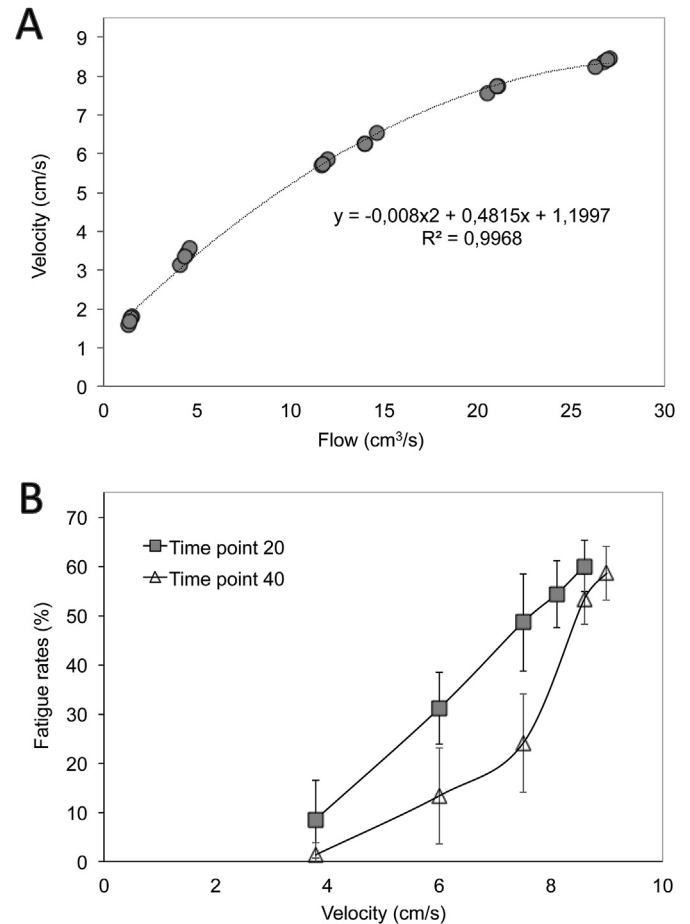 A
9
8
7
6
5
4
3
2
1
0
Velocity (cm/s)
y = -0,008x2 + 0,4815x + 1,1997
R² = 0,9968
0 5 10 15 20 25 30
Flow (cm³/s)
B
70
60
50
40
30
20
10
0
Fatigue rates (%)
Time point 20
Time point 40
0 2 4 6 8 10
Velocity (cm/s)